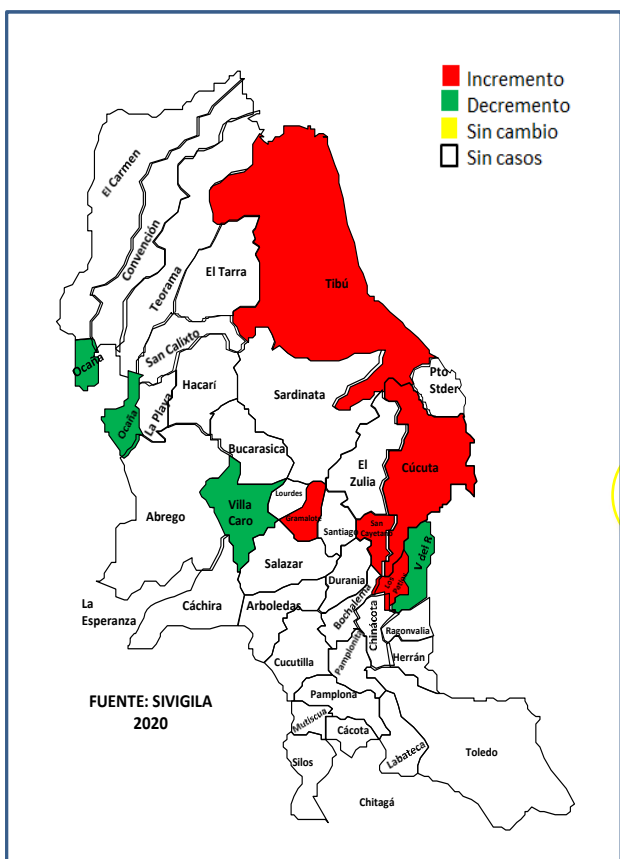 Incremento
Decremento
Sin cambio
Sin casos
El Carmen
Convención
Teorama
El Tarra
Tibú
San Calixto
Ocaña
Hacarí
La Playa
Ocaña
Sardinata
Pto
Stder
Bucarasica
El
Zulia
Cúcuta
Abrego
Villa
Caro
Lourdes
Gramalote
Santiago
San
Cayetano
V del R
Los
Salazar
Durania
La
Esperanza
Cáchira
Arboledas
Bochalema
Chinácota
Ragonvalia
Pamplonita
Herrán
Cucutilla
FUENTE: SIVIGILA
2020
Pamplona
Mutiscua
Cácota
Labateca
Toledo
Silos
Chitagá